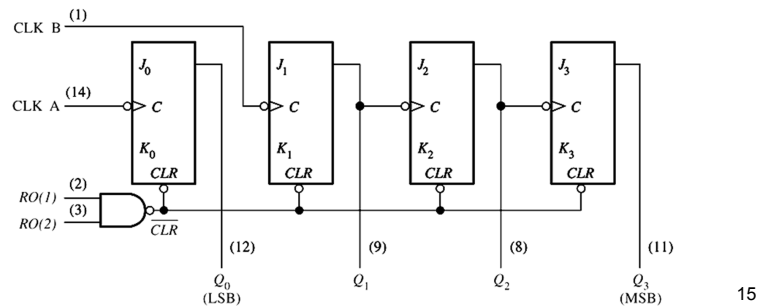 CLK B (1)
J0 J1 J2 J3
CLK A (14) C C C C
K0 K1 K2 K3
CLR CLR CLR CLR
RO(1) (2)
RO(2) (3) CLR
(12) (9) (8) (11)
Q0 Q1 Q2 Q3
(LSB) (MSB) 15